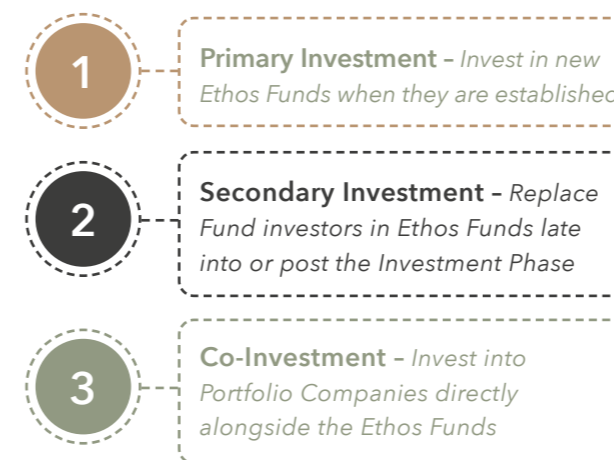 1
Primary Investment – Invest in new
Ethos Funds when they are established
2
Secondary Investment – Replace
Fund investors in Ethos Funds late
into or post the Investment Phase
3
Co-Investment – Invest into
Portfolio Companies directly
alongside the Ethos Funds